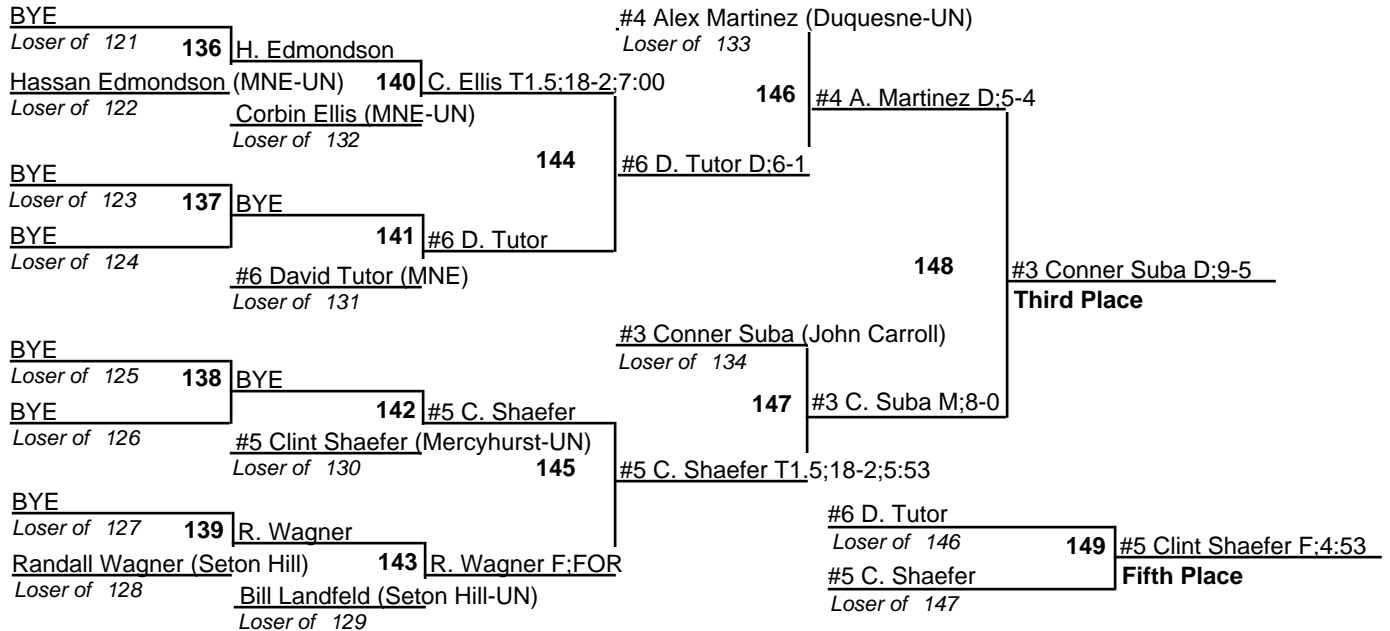 BYE
Loser of 121
136
H. Edmondson
Hassan Edmondson (MNE-UN)
Loser of 122
140
C. Ellis T1.5;18-2;7:00
Corbin Ellis (MNE-UN)
Loser of 132
BYE
Loser of 123
137
BYE
BYE
Loser of 124
141
#6 D. Tutor
#6 David Tutor (MNE)
Loser of 131
144
#6 D. Tutor D;6-1
#4 Alex Martinez (Duquesne-UN)
Loser of 133
146
#4 A. Martinez D;5-4
BYE
Loser of 125
138
BYE
BYE
Loser of 126
142
#5 C. Shaefer
#5 Clint Shaefer (Mercyhurst-UN)
Loser of 130
BYE
Loser of 127
139
R. Wagner
Randall Wagner (Seton Hill)
Loser of 128
143
R. Wagner F;FOR
Bill Landfeld (Seton Hill-UN)
Loser of 129
145
#5 C. Shaefer T1.5;18-2;5:53
#3 Conner Suba (John Carroll)
Loser of 134
147
#3 C. Suba M;8-0
148
#3 Conner Suba D;9-5
Third Place
#6 D. Tutor
Loser of 146
149
#5 Clint Shaefer F;4:53
Fifth Place
#5 C. Shaefer
Loser of 147